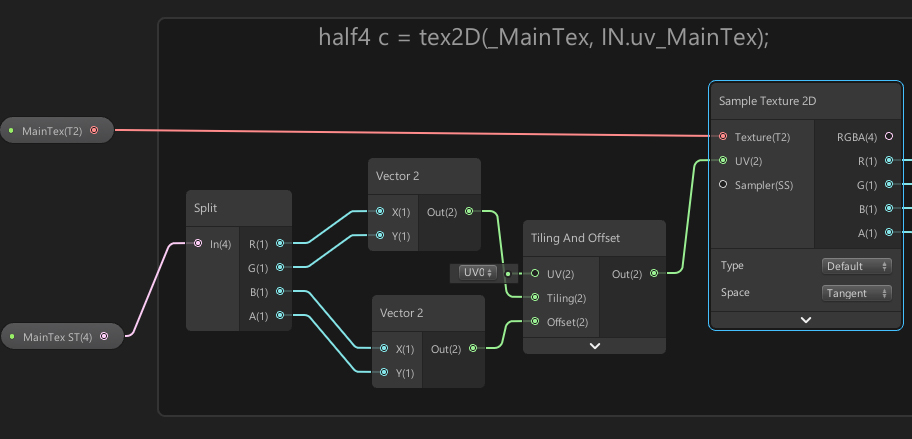 half4 c = tex2D(_MainTex, IN.uv_MainTex);
MainTex(T2)
Sample Texture 2D
Texture(T2)
RGBA(4)
UV(2)
R(1)
Sampler(SS)
G(1)
B(1)
A(1)
Type
Default
Space
Tangent
Vector 2
X(1)
Out(2)
Y(1)
Split
In(4)
R(1)
G(1)
B(1)
A(1)
Tiling And Offset
UV0
UV(2)
Out(2)
Tiling(2)
Offset(2)
Vector 2
X(1)
Out(2)
Y(1)
MainTex ST(4)